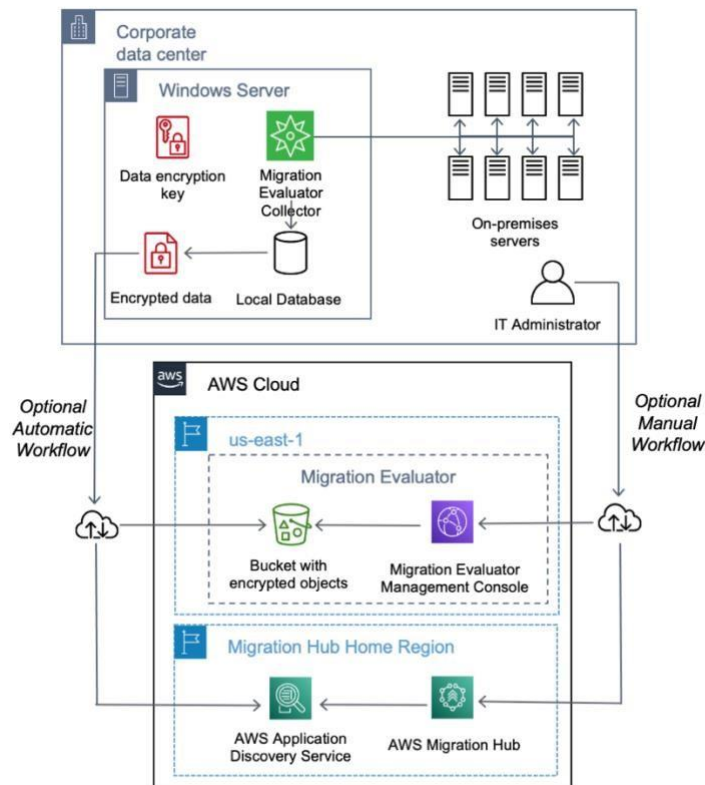 Corporate
data center
Windows Server
Data encryption
key
Migration
Evaluator
Collector
On-premises
servers
Encrypted data
Local Database
IT Administrator
aws
AWS Cloud
Optional
Automatic
Workflow
Optional
Manual
Workflow
us-east-1
Migration Evaluator
Bucket with
encrypted objects
Migration Evaluator
Management Console
Migration Hub Home Region
AWS Application
Discovery Service
AWS Migration Hub